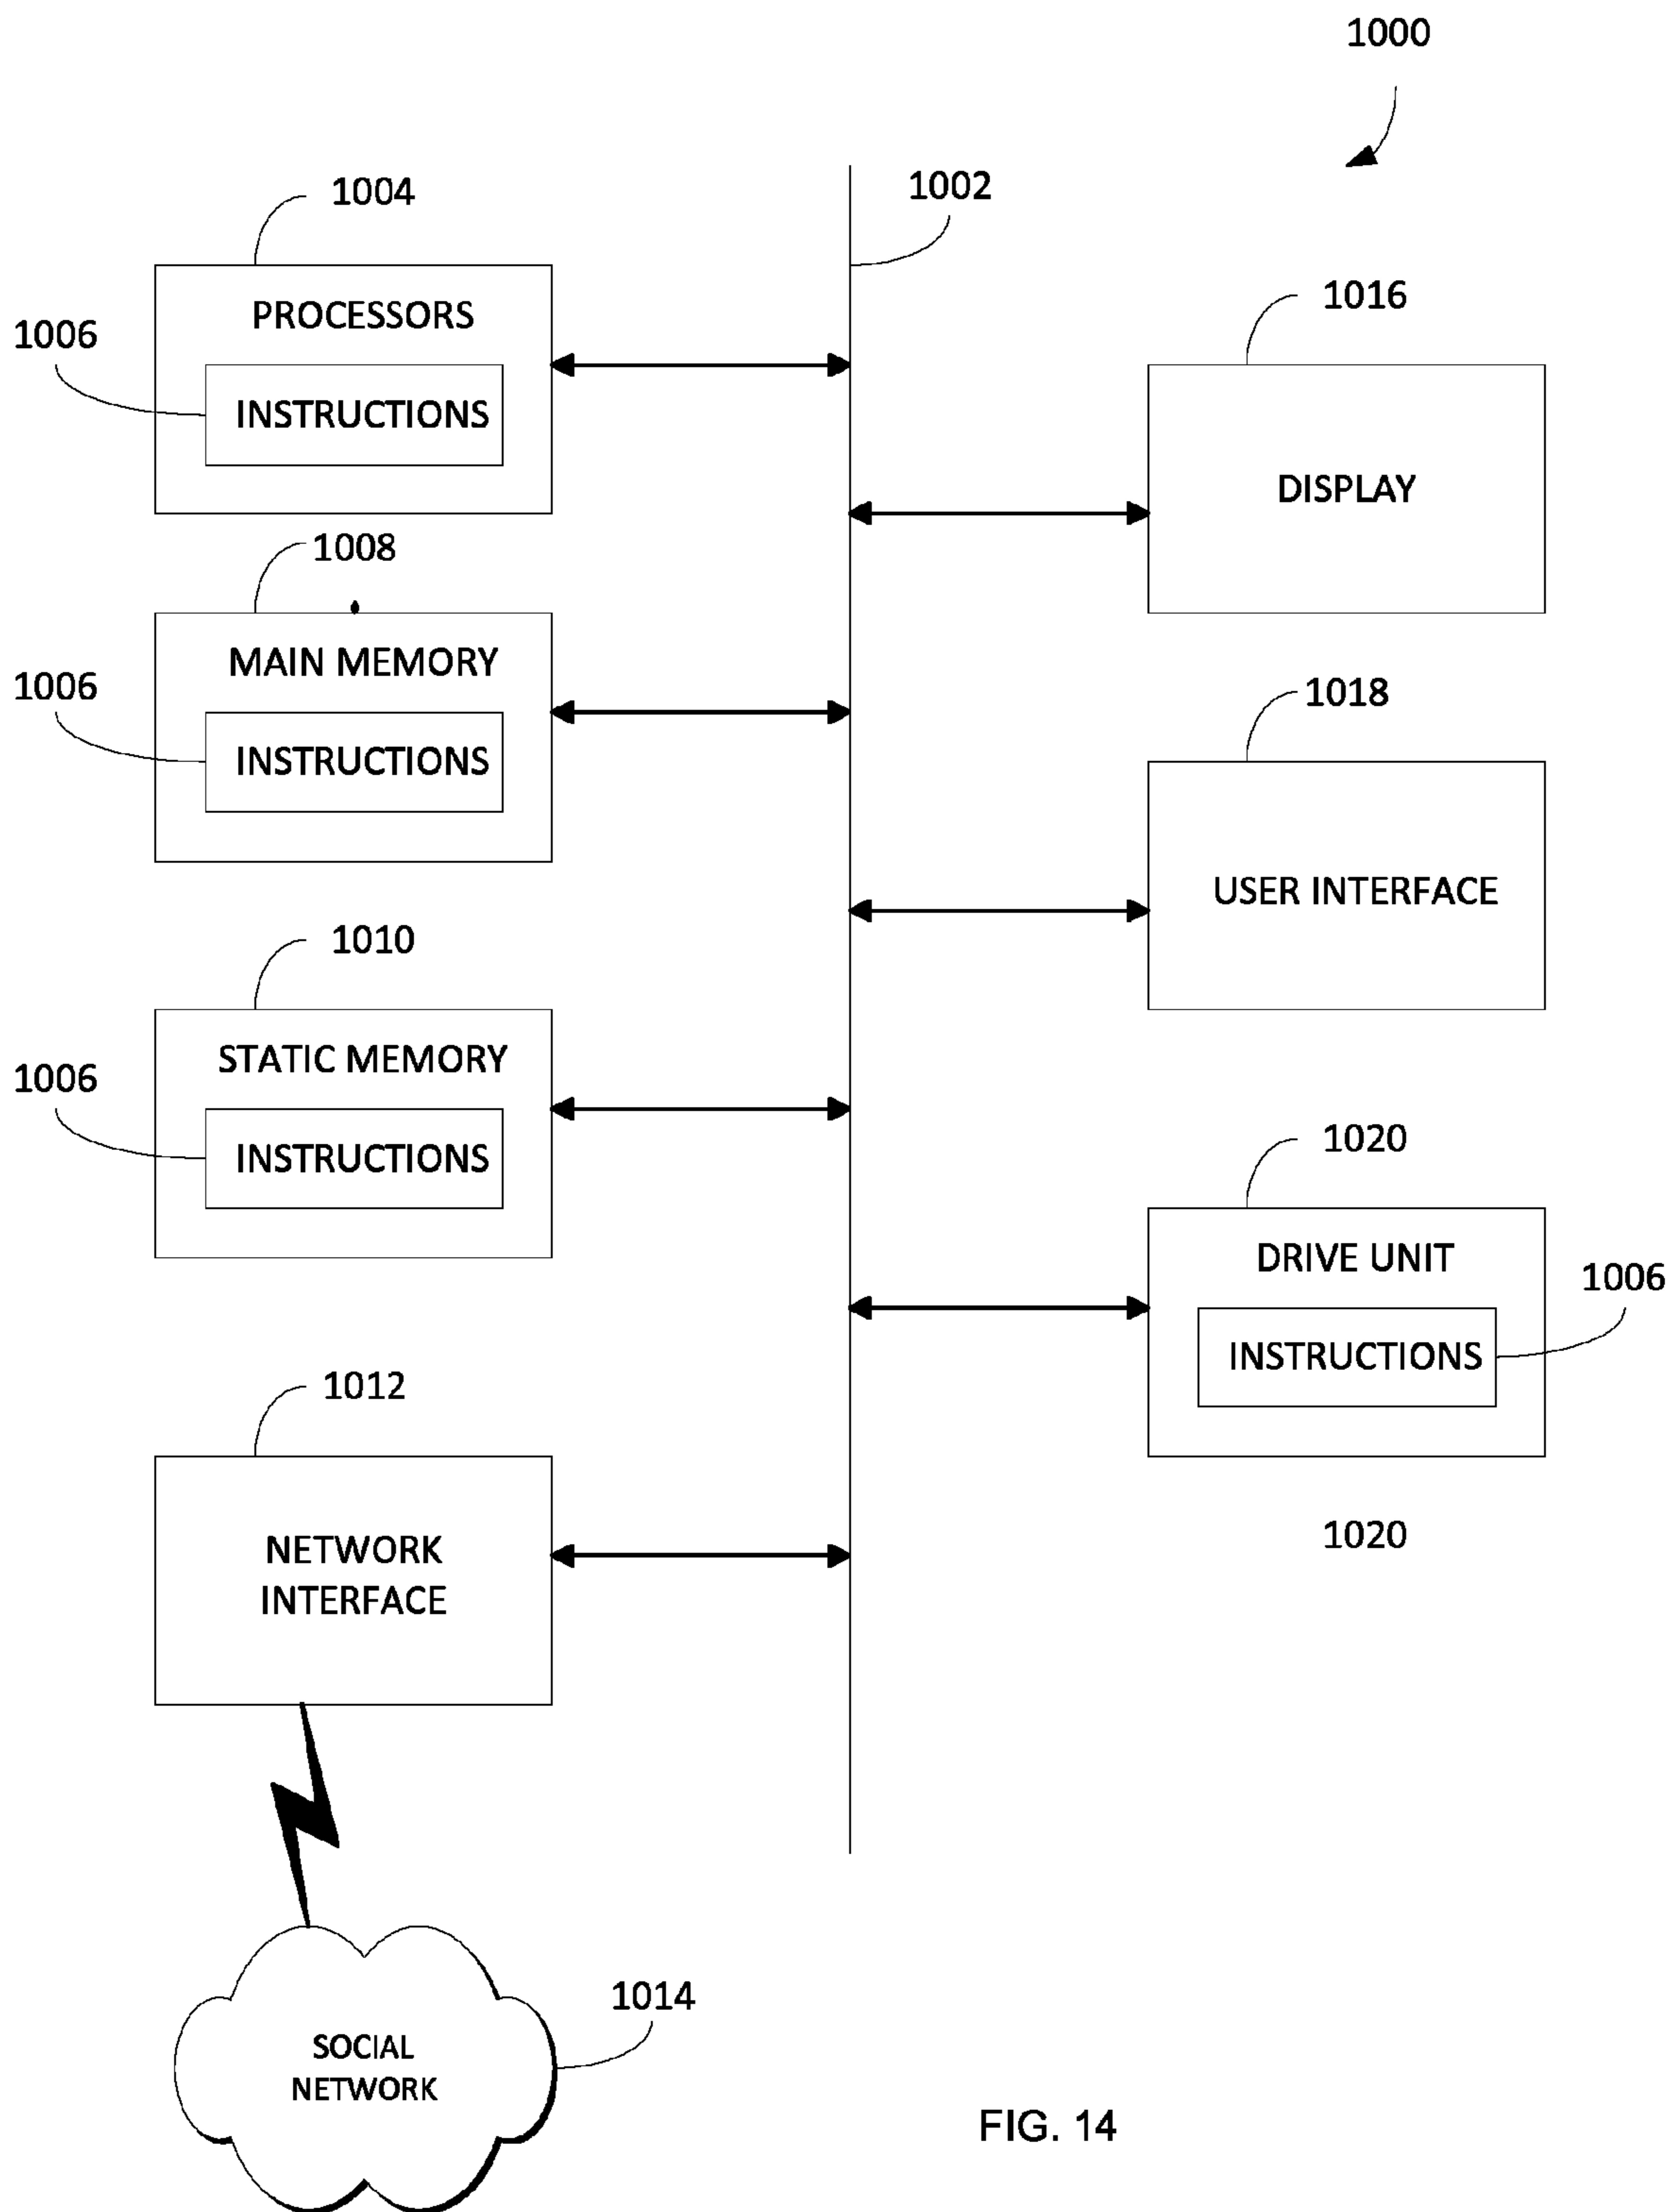 1000
1004
1002
PROCESSORS
1006
INSTRUCTIONS
1016
DISPLAY
1008
MAIN MEMORY
1006
INSTRUCTIONS
1018
USER INTERFACE
1010
STATIC MEMORY
1006
INSTRUCTIONS
1020
DRIVE UNIT
1006
INSTRUCTIONS
1020
1012
NETWORK
INTERFACE
1014
SOCIAL
NETWORK
FIG. 14